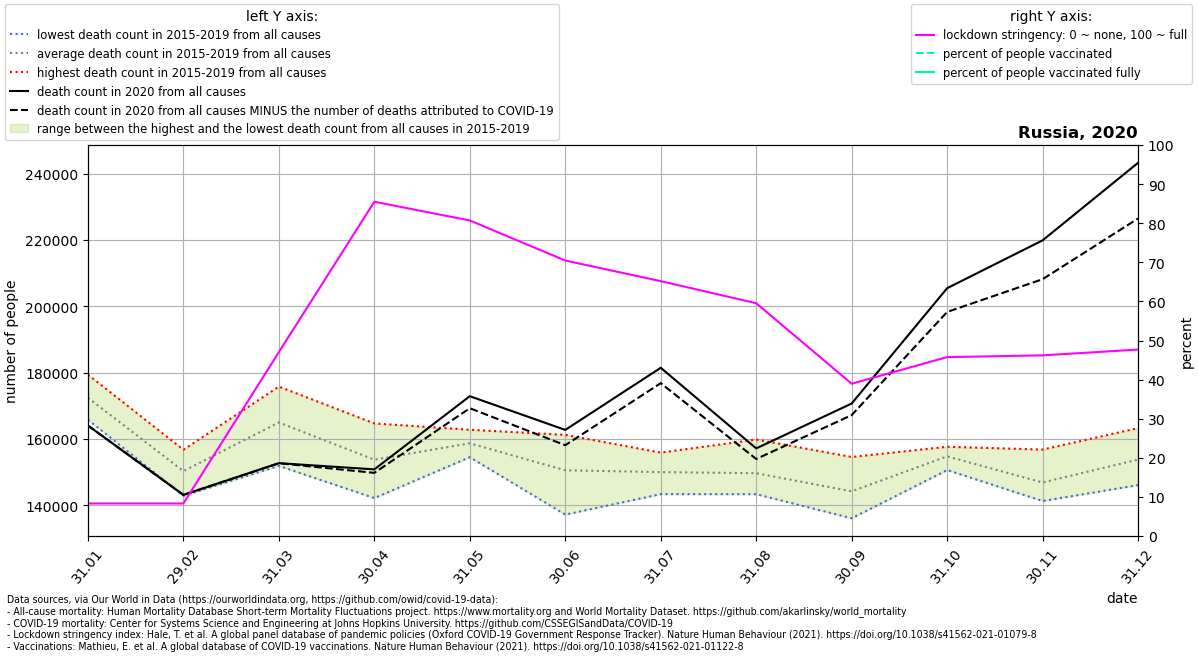 left Y axis:
lowest death count in 2015-2019 from all causes
average death count in 2015-2019 from all causes
highest death count in 2015-2019 from all causes
death count in 2020 from all causes
death count in 2020 from all causes MINUS the number of deaths attributed to COVID-19
range between the highest and the lowest death count from all causes in 2015-2019
right Y axis:
lockdown stringency: 0 ~ none, 100 ~ full
percent of people vaccinated
percent of people vaccinated fully
Russia, 2020
number of people
240000
220000
200000
180000
160000
140000
100
90
80
70
60
50
40
30
20
10
0
percent
31.01
29.02
31.03
30.04
31.05
30.06
31.07
31.08
30.09
31.10
30.11
31.12
date
Data sources, via Our World in Data (https://ourworldindata.org, https://github.com/owid/covid-19-data):
- All-cause mortality: Human Mortality Database Short-term Mortality Fluctuations project. https://www.mortality.org and World Mortality Dataset. https://github.com/akarlinsky/world_mortality
- COVID-19 mortality: Center for Systems Science and Engineering at Johns Hopkins University. https://github.com/CSSEGISandData/COVID-19
- Lockdown stringency index: Hale, T. et al. A global panel database of pandemic policies (Oxford COVID-19 Government Response Tracker). Nature Human Behaviour (2021). https://doi.org/10.1038/s41562-021-01079-8
- Vaccinations: Mathieu, E. et al. A global database of COVID-19 vaccinations. Nature Human Behaviour (2021). https://doi.org/10.1038/s41562-021-01122-8